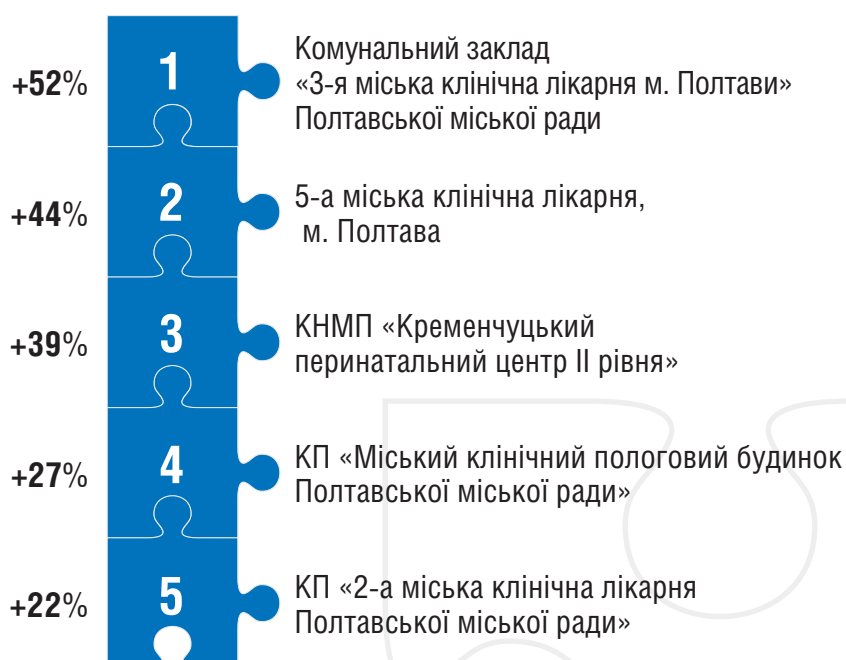 +52%
1
Комунальний заклад
«3-я міська клінічна лікарня м. Полтави»
Полтавської міської ради
+44%
2
5-а міська клінічна лікарня,
м. Полтава
+39%
3
КНМП «Кременчуцький
перинатальний центр II рівня»
+27%
4
КП «Міський клінічний пологовий будинок
Полтавської міської ради»
+22%
5
КП «2-а міська клінічна лікарня
Полтавської міської ради»